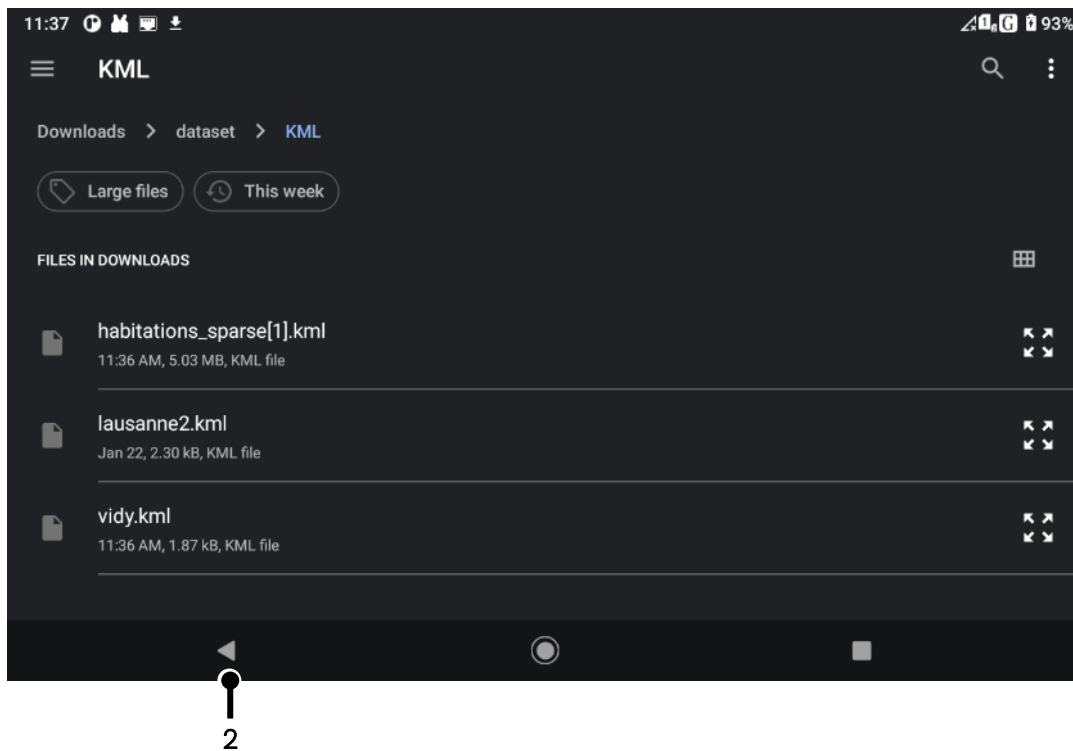 11:37 93%
KML
Downloads > dataset > KML
Large files This week
FILES IN DOWNLOADS
habitations_sparse[1].kml
11:36 AM, 5.03 MB, KML file
lausanne2.kml
Jan 22, 2.30 kB, KML file
vidy.kml
11:36 AM, 1.87 kB, KML file
2